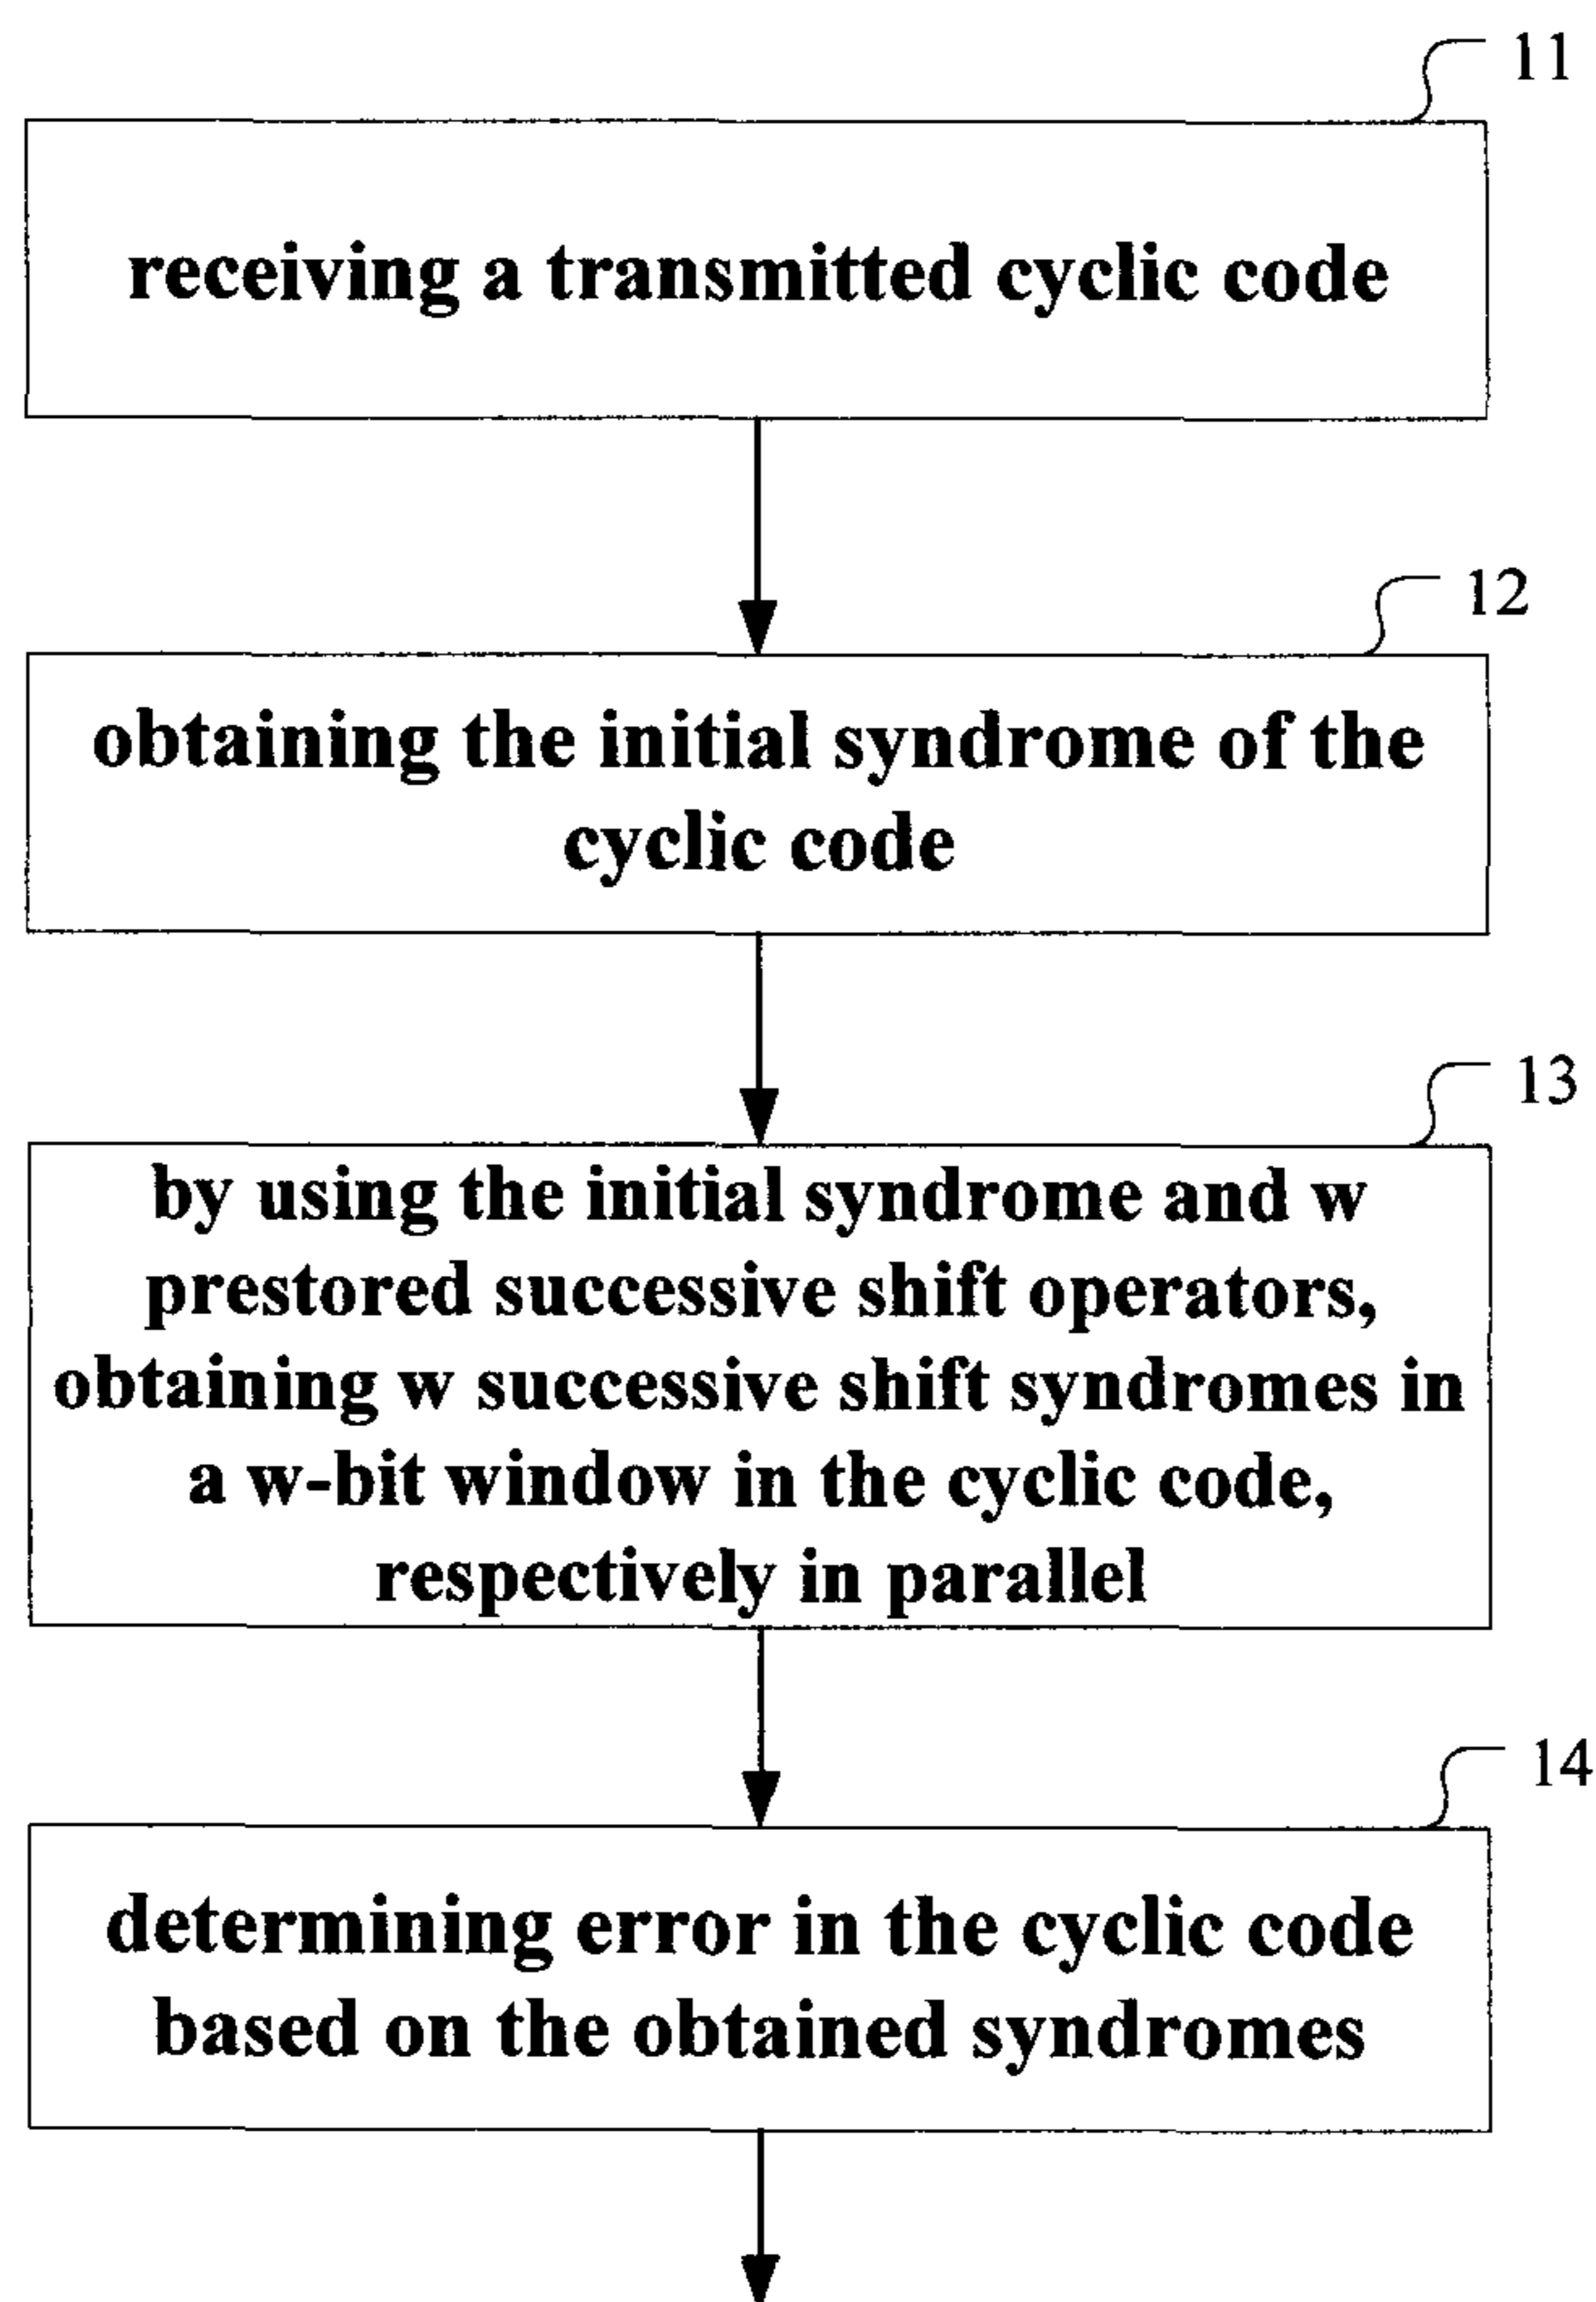 11
receiving a transmitted cyclic code
12
obtaining the initial syndrome of the
cyclic code
13
by using the initial syndrome and w
prestored successive shift operators,
obtaining w successive shift syndromes in
a w-bit window in the cyclic code,
respectively in parallel
14
determining error in the cyclic code
based on the obtained syndromes